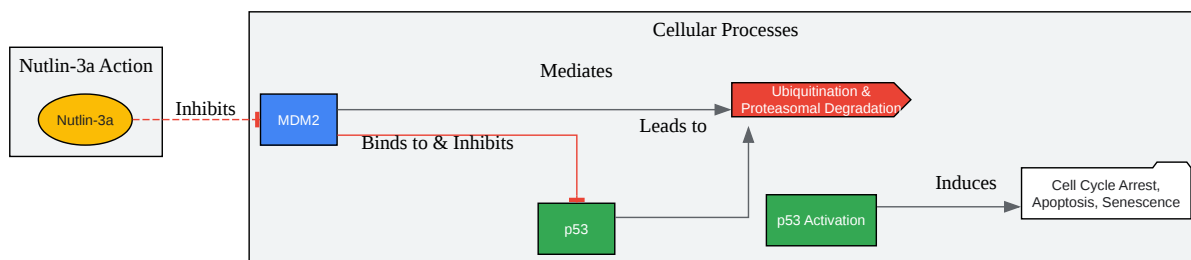 Cellular Processes
Nutlin-3a Action
Nutlin-3a
Inhibits
MDM2
Mediates
Ubiquitination &
Proteasomal Degradation
Leads to
Binds to & Inhibits
p53
p53 Activation
Induces
Cell Cycle Arrest,
Apoptosis, Senescence